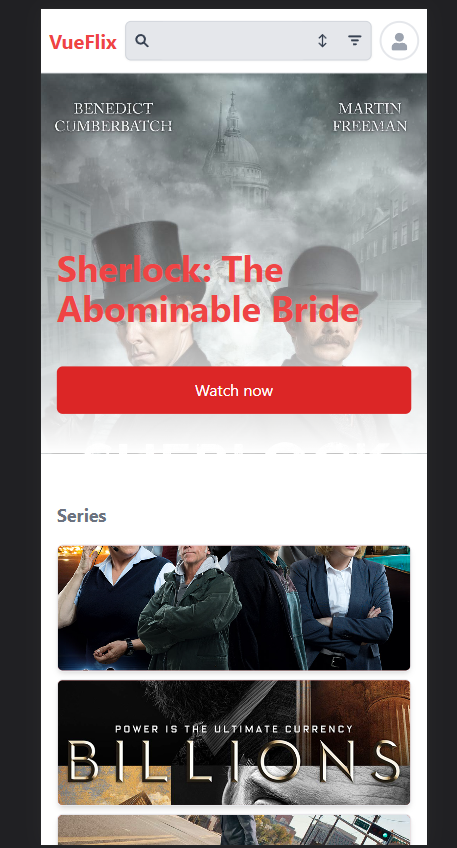 VueFlix
BENEDICT
CUMBERBATCH
MARTIN
FREEMAN
Sherlock: The
Abominable Bride
Watch now
Series
POWER IS THE ULTIMATE CURRENCY
BILLIONS